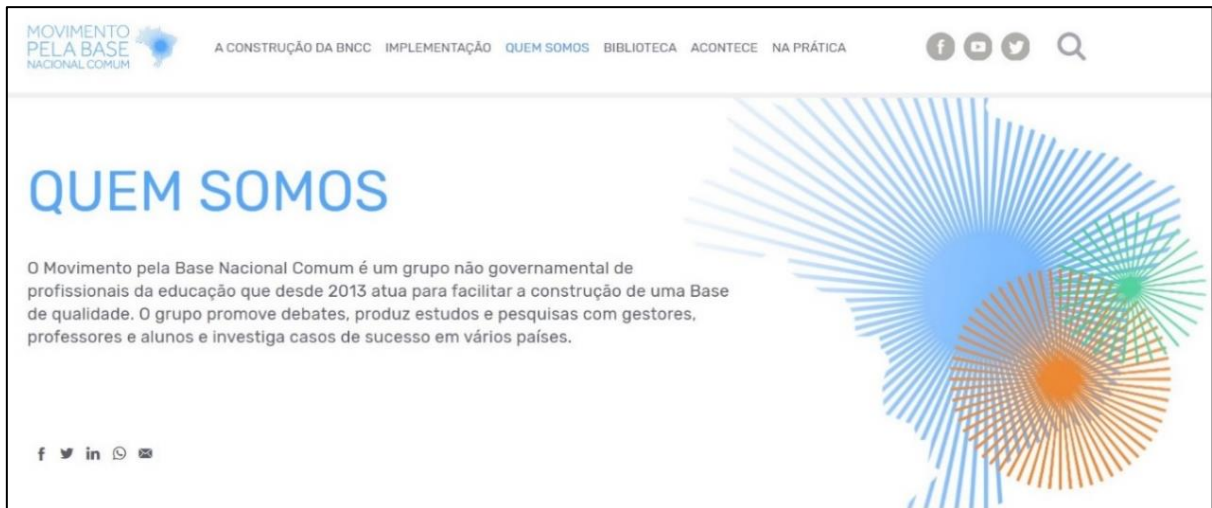 MOVIMENTO
PELA BASE
NACIONAL COMUM
A CONSTRUÇÃO DA BNCC IMPLEMENTAÇÃO QUEM SOMOS BIBLIOTECA ACONTECE NA PRÁTICA
QUEM SOMOS
O Movimento pela Base Nacional Comum é um grupo não governamental de
profissionais da educação que desde 2013 atua para facilitar a construção de uma Base
de qualidade. O grupo promove debates, produz estudos e pesquisas com gestores,
professores e alunos e investiga casos de sucesso em vários países.